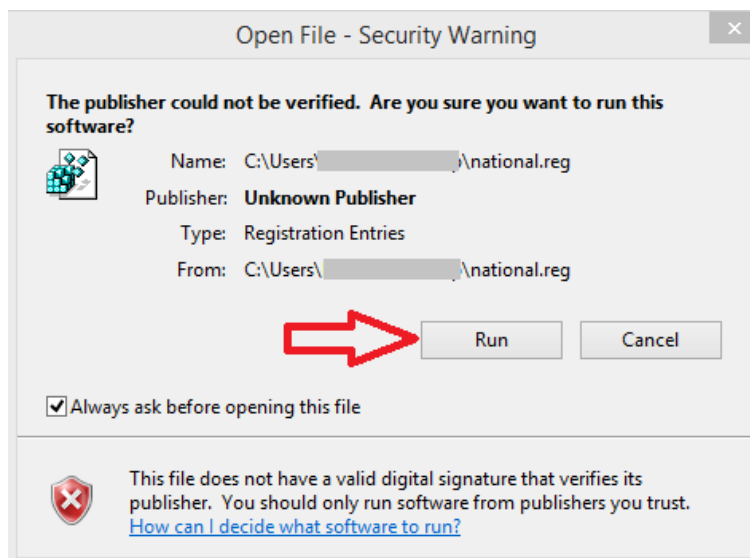 Open File - Security Warning
The publisher could not be verified. Are you sure you want to run this
software?
Name: C:\Users\ \national.reg
Publisher: Unknown Publisher
Type: Registration Entries
From: C:\Users\ \national.reg
Run Cancel
Always ask before opening this file
This file does not have a valid digital signature that verifies its
publisher. You should only run software from publishers you trust.
How can I decide what software to run?